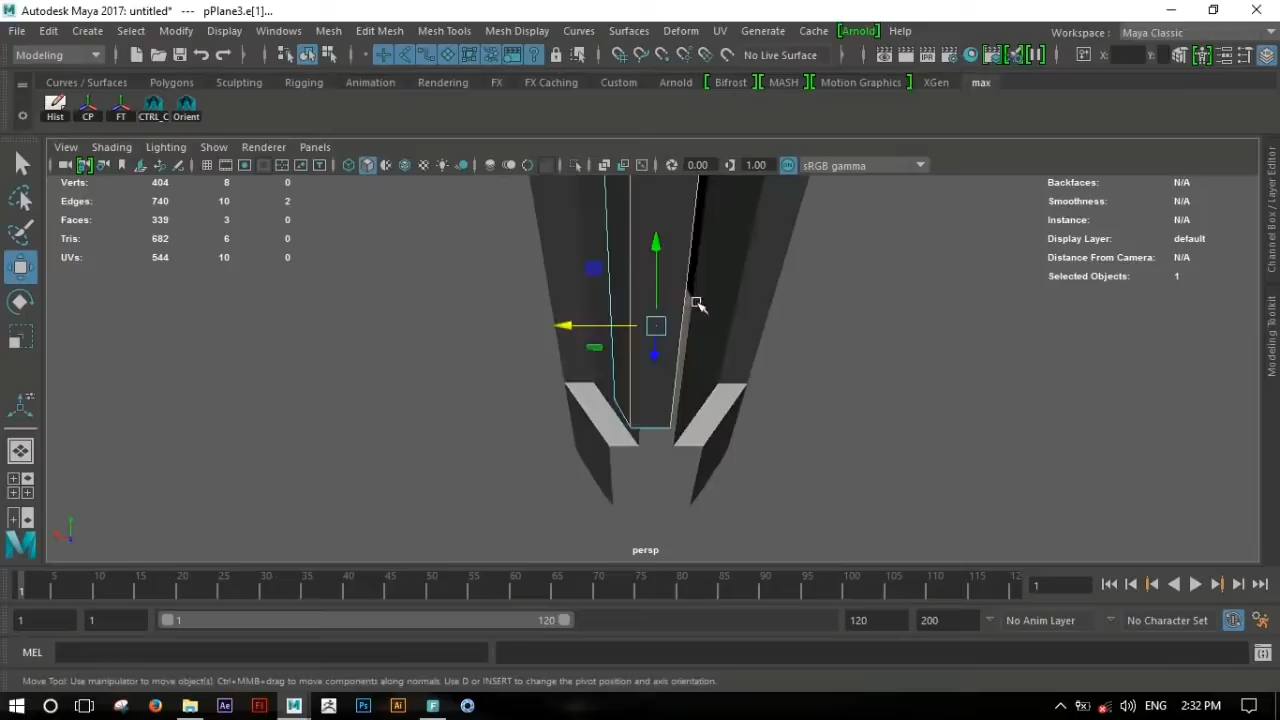 Autodesk Maya 2017: untitled* --- pPlane3.e[1]...
File Edit Create Select Modify Display Windows Mesh Edit Mesh Mesh Tools Mesh Display Curves Surfaces Deform UV Generate Cache [Arnold] Help Workspace : Maya Classic
Modeling No Live Surface X: Y:
Curves / Surfaces Polygons Sculpting Rigging Animation Rendering FX FX Caching Custom Arnold [ Bifrost ] [ MASH ] [ Motion Graphics ] XGen max
Hist CP FT CTRL_C Orient
View Shading Lighting Show Renderer Panels
0.00 1.00 ON sRGB gamma
Verts: 404 8 0 Backfaces: N/A
Edges: 740 10 2 Smoothness: N/A
Faces: 339 3 0 Instance: N/A
Tris: 682 6 0 Display Layer: default
UVs: 544 10 0 Distance From Camera: N/A
Selected Objects: 1
Channel Box / Layer Editor
Modeling Toolkit
persp
5 10 15 20 25 30 35 40 45 50 55 60 65 70 75 80 85 90 95 100 105 110 115 12
1 1
1 1 1 120 120 200 No Anim Layer No Character Set
MEL
Move Tool: Use manipulator to move object(s). Ctrl+MMB+drag to move components along normals. Use D or INSERT to change the pivot position and axis orientation.
Ae Fl M Ps Ai F ENG 2:32 PM